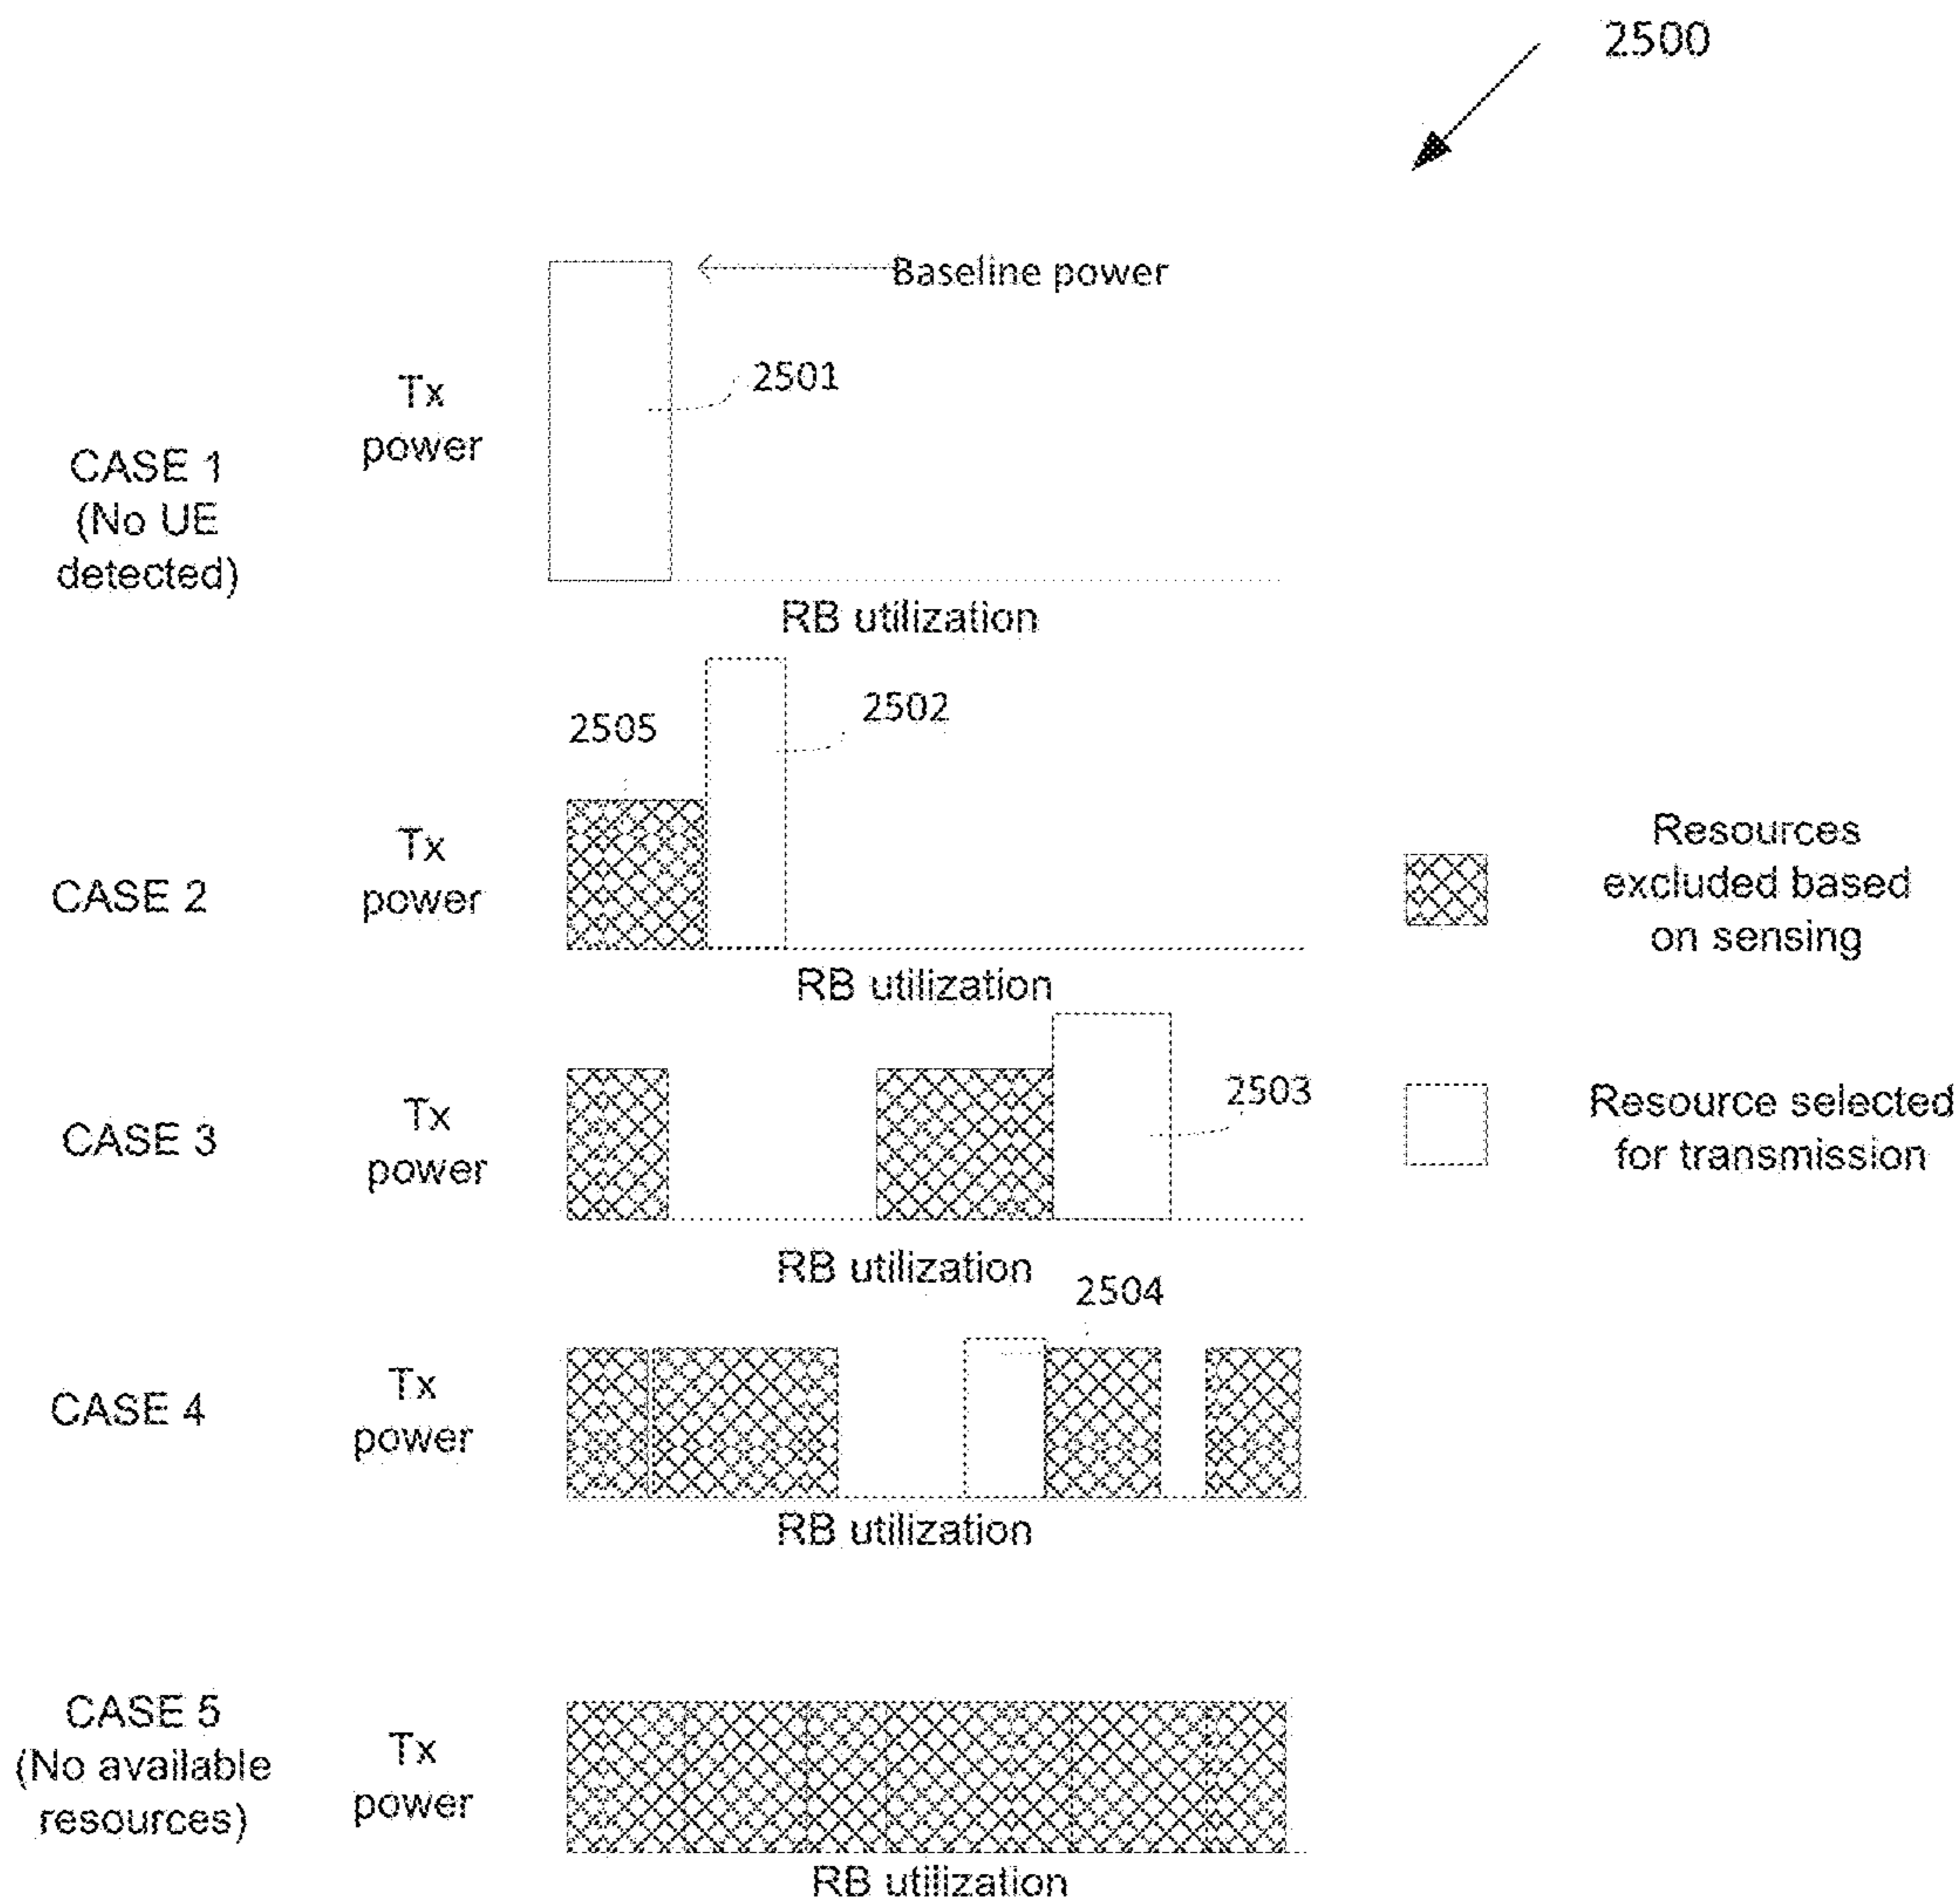 2500
Baseline power
2501
Tx
power
CASE 1
(No UE
detected)
RB utilization
2502
2505
Tx
power
CASE 2
RB utilization
Resources
excluded based
on sensing
2503
Tx
power
CASE 3
RB utilization
Resource selected
for transmission
2504
Tx
power
CASE 4
RB utilization
CASE 5
(No available
resources)
Tx
power
RB utilization